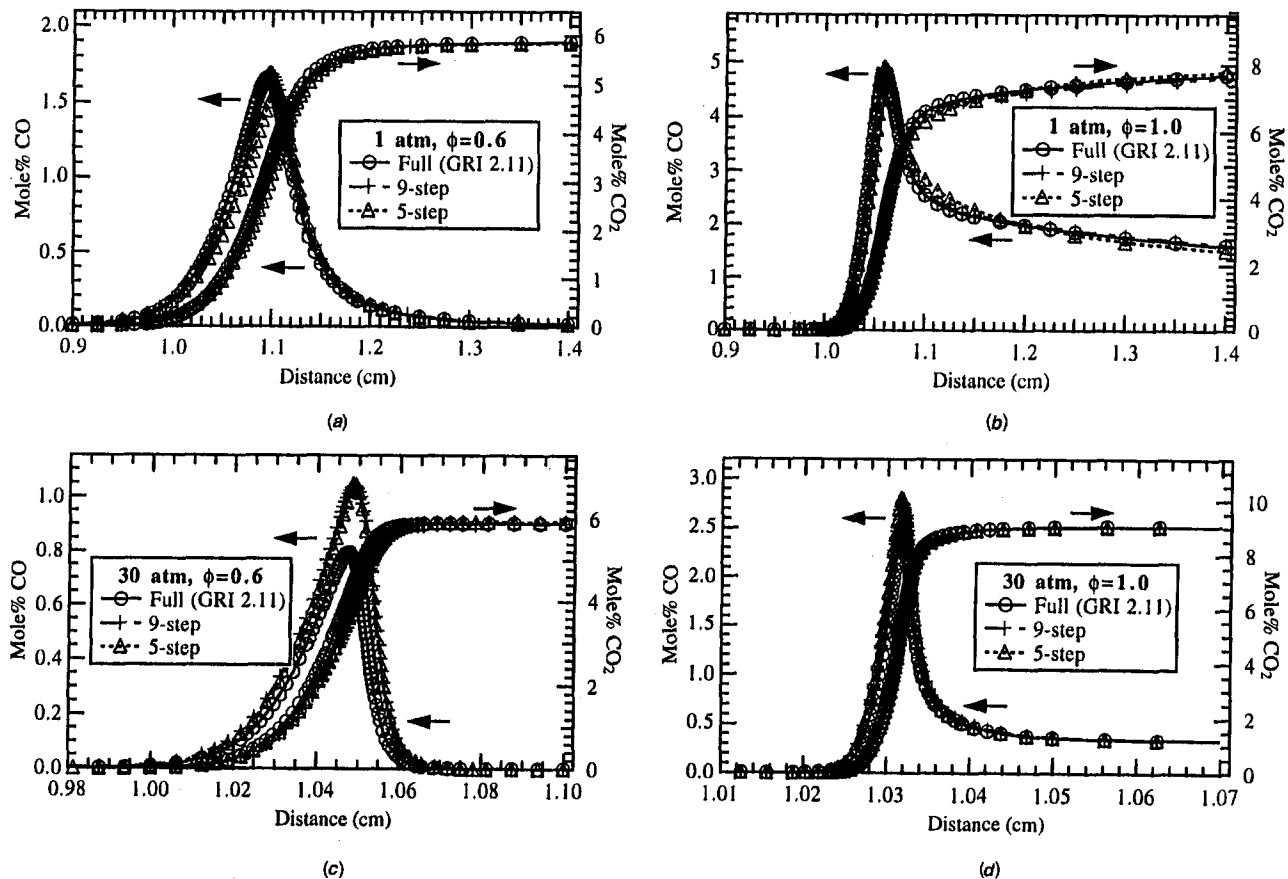 2.0
1.5
1.0
0.5
0.0
Mole% CO
1 atm, ϕ=0.6
Full (GRI 2.11)
9-step
5-step
6
5
4
3
2
1
0
Mole% CO2
0.9 1.0 1.1 1.2 1.3 1.4
Distance (cm)
(a)
5
4
3
2
1
0
Mole% CO
1 atm, ϕ=1.0
Full (GRI 2.11)
9-step
5-step
8
6
4
2
0
Mole% CO2
0.9 1.0 1.1 1.2 1.3 1.4
Distance (cm)
(b)
1.0
0.8
0.6
0.4
0.2
0.0
Mole% CO
30 atm, ϕ=0.6
Full (GRI 2.11)
9-step
5-step
6
4
2
0
Mole% CO2
0.98 1.00 1.02 1.04 1.06 1.08 1.10
Distance (cm)
(c)
3.0
2.5
2.0
1.5
1.0
0.5
0.0
Mole% CO
30 atm, ϕ=1.0
Full (GRI 2.11)
9-step
5-step
10
8
6
4
2
0
Mole% CO2
1.01 1.02 1.03 1.04 1.05 1.06 1.07
Distance (cm)
(d)